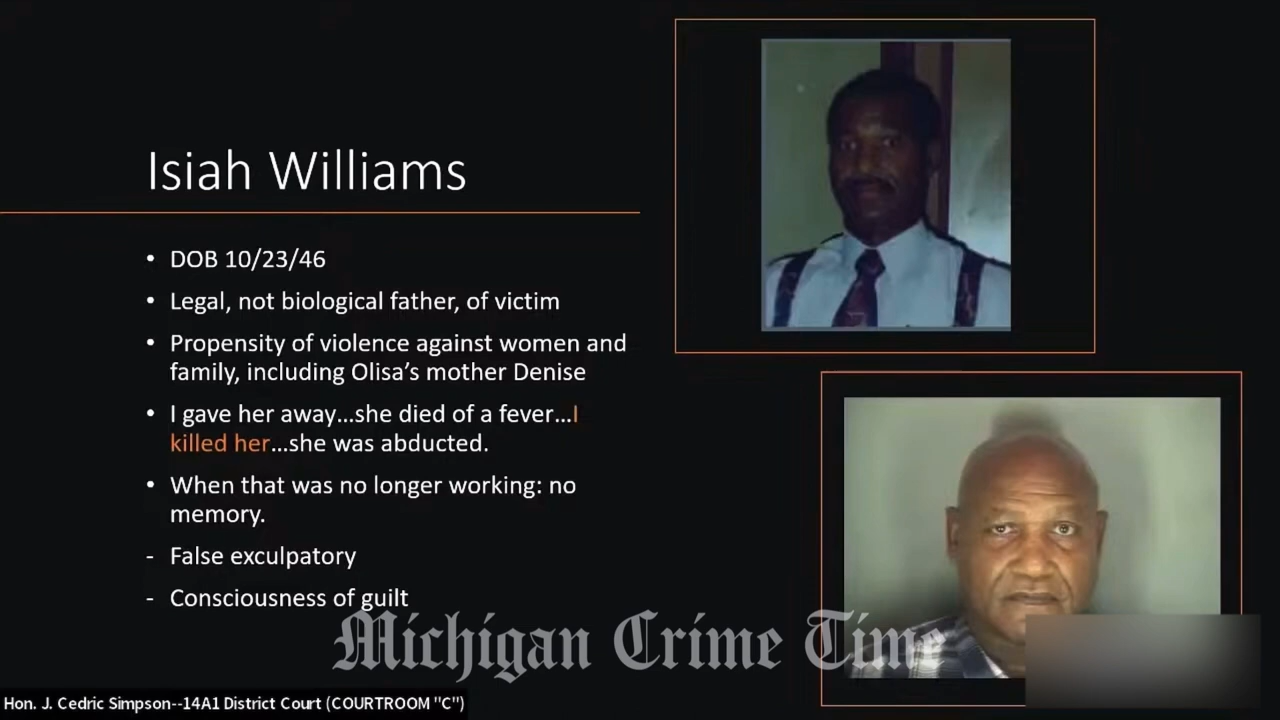 Isiah Williams
• DOB 10/23/46
• Legal, not biological father, of victim
• Propensity of violence against women and
family, including Olisa's mother Denise
• I gave her away...she died of a fever...I
killed her...she was abducted.
• When that was no longer working: no
memory.
- False exculpatory
- Consciousness of guilt
Michigan Crime Time
Hon. J. Cedric Simpson--14A1 District Court (COURTROOM "C")